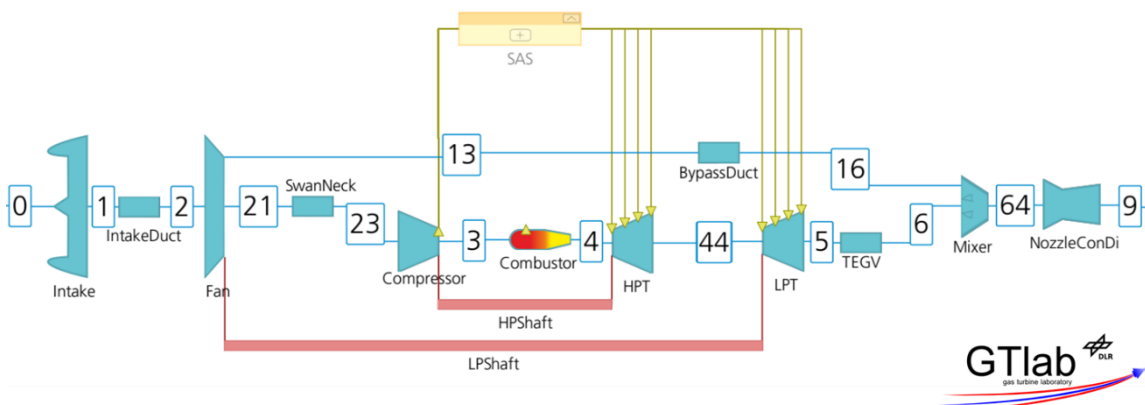 SAS
13
BypassDuct
16
0
1
IntakeDuct
2
21
SwanNeck
23
3
Combustor
4
44
5
TEGV
6
Mixer
64
NozzleConDi
9
Intake
Fan
Compressor
HPT
LPT
HPShaft
LPShaft
GTlab
DLR
gas turbine laboratory